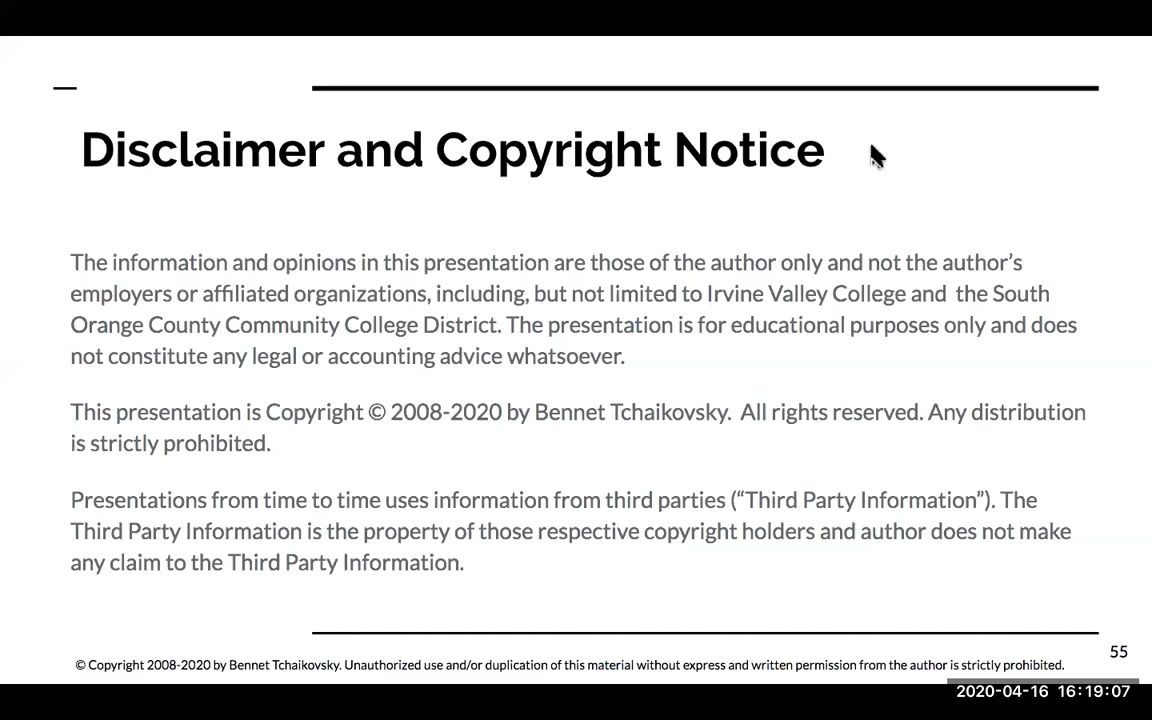 Disclaimer and Copyright Notice
The information and opinions in this presentation are those of the author only and not the author’s
employers or affiliated organizations, including, but not limited to Irvine Valley College and the South
Orange County Community College District. The presentation is for educational purposes only and does
not constitute any legal or accounting advice whatsoever.
This presentation is Copyright © 2008-2020 by Bennet Tchaikovsky. All rights reserved. Any distribution
is strictly prohibited.
Presentations from time to time uses information from third parties (“Third Party Information”). The
Third Party Information is the property of those respective copyright holders and author does not make
any claim to the Third Party Information.
55
© Copyright 2008-2020 by Bennet Tchaikovsky. Unauthorized use and/or duplication of this material without express and written permission from the author is strictly prohibited.
2020-04-16 16:19:07